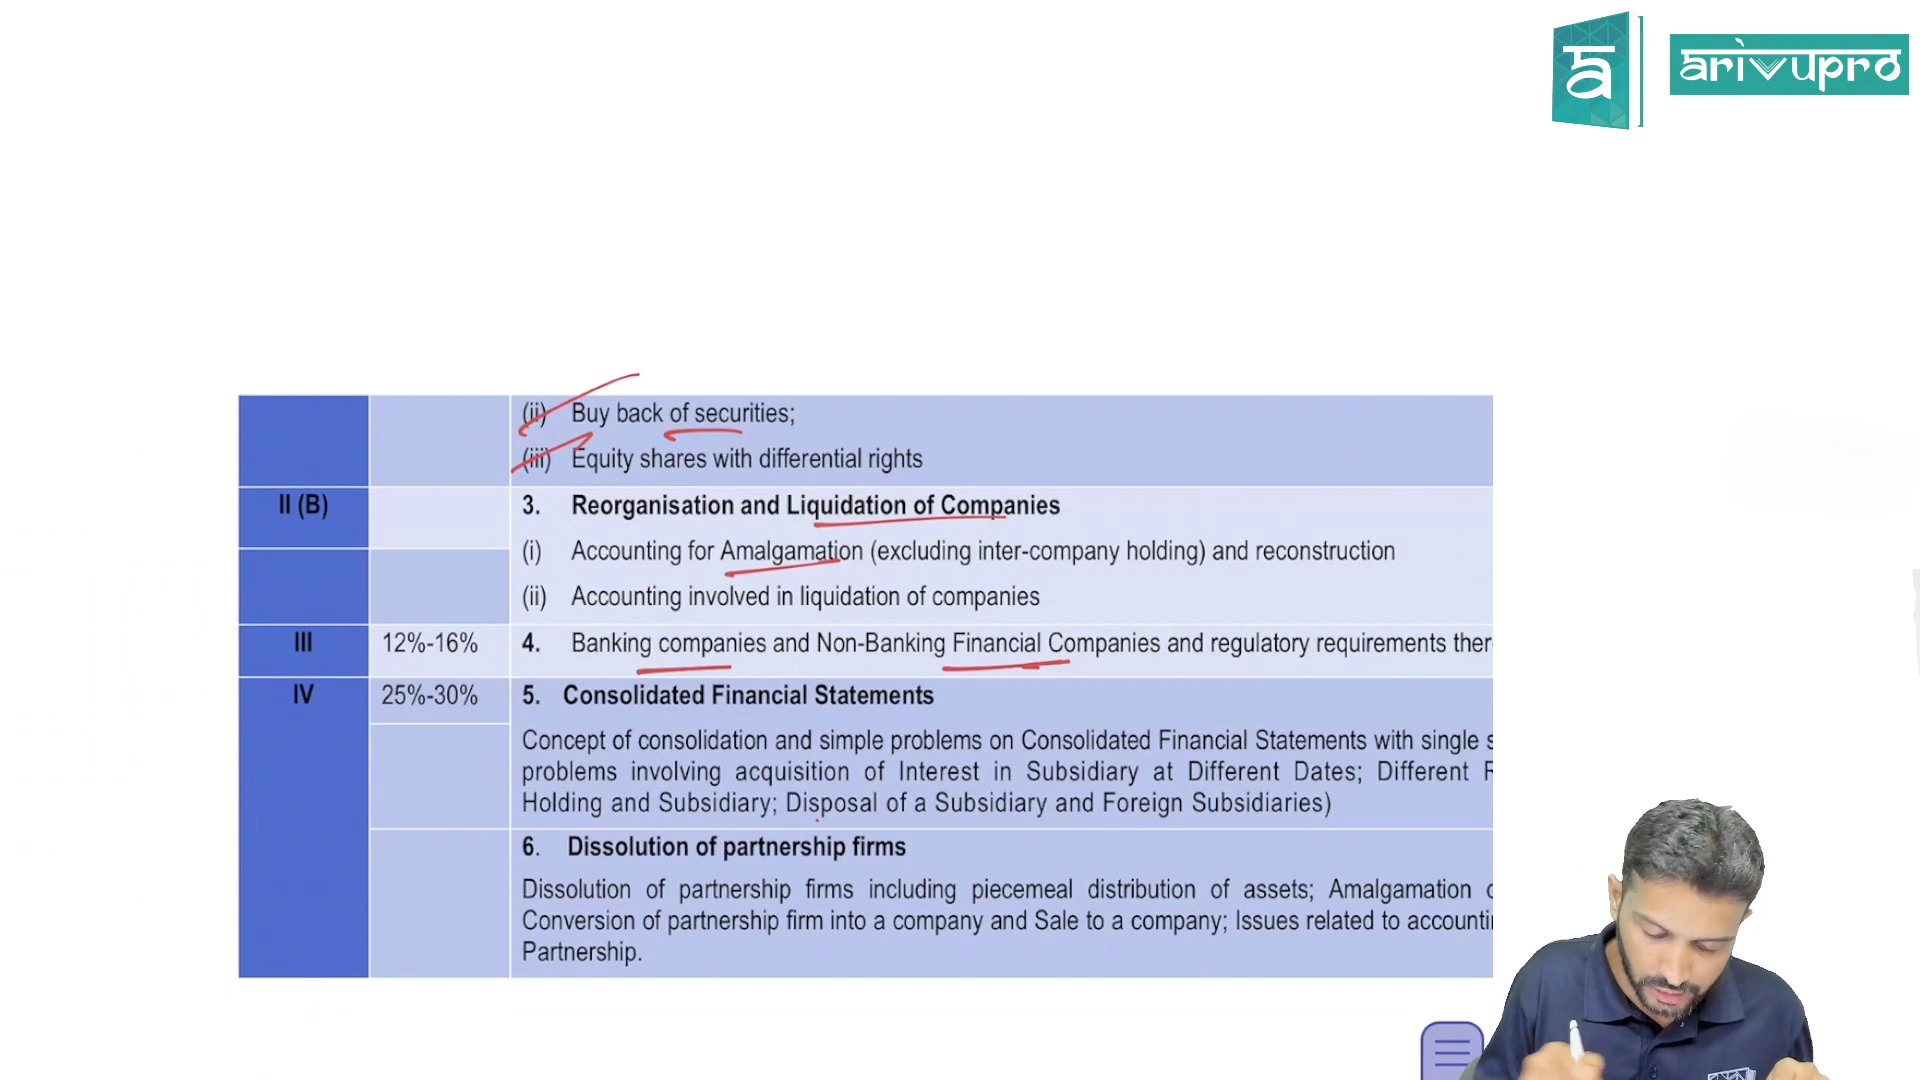 a
arivupro
(ii) Buy back of securities;
(iii) Equity shares with differential rights
II (B) 3. Reorganisation and Liquidation of Companies
(i) Accounting for Amalgamation (excluding inter-company holding) and reconstruction
(ii) Accounting involved in liquidation of companies
III 12%-16% 4. Banking companies and Non-Banking Financial Companies and regulatory requirements ther
IV 25%-30% 5. Consolidated Financial Statements
Concept of consolidation and simple problems on Consolidated Financial Statements with single s
problems involving acquisition of Interest in Subsidiary at Different Dates; Different R
Holding and Subsidiary; Disposal of a Subsidiary and Foreign Subsidiaries)
6. Dissolution of partnership firms
Dissolution of partnership firms including piecemeal distribution of assets; Amalgamation o
Conversion of partnership firm into a company and Sale to a company; Issues related to accounti
Partnership.